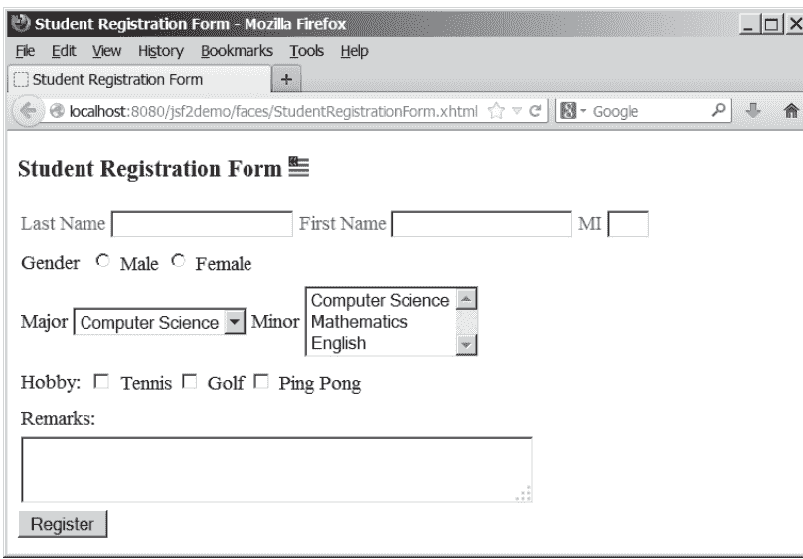 Student Registration Form - Mozilla Firefox
File Edit View History Bookmarks Tools Help
Student Registration Form +
localhost:8080/jsf2demo/faces/StudentRegistrationForm.xhtml Google
Student Registration Form
Last Name First Name MI
Gender Male Female
Major Computer Science Minor Computer Science
Mathematics
English
Hobby: Tennis Golf Ping Pong
Remarks:
Register